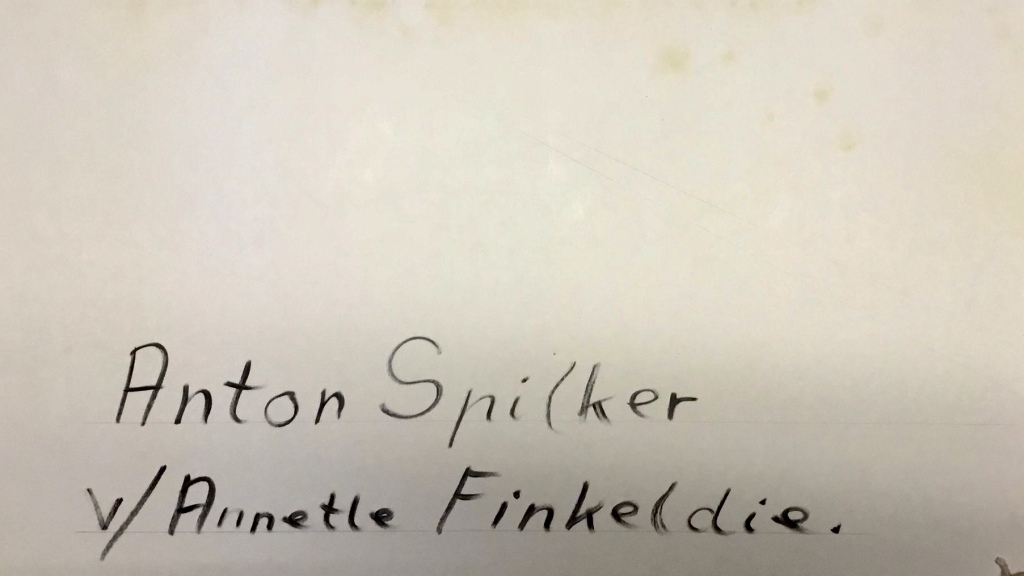 Anton Spilker
v/Annette Finkeldie.